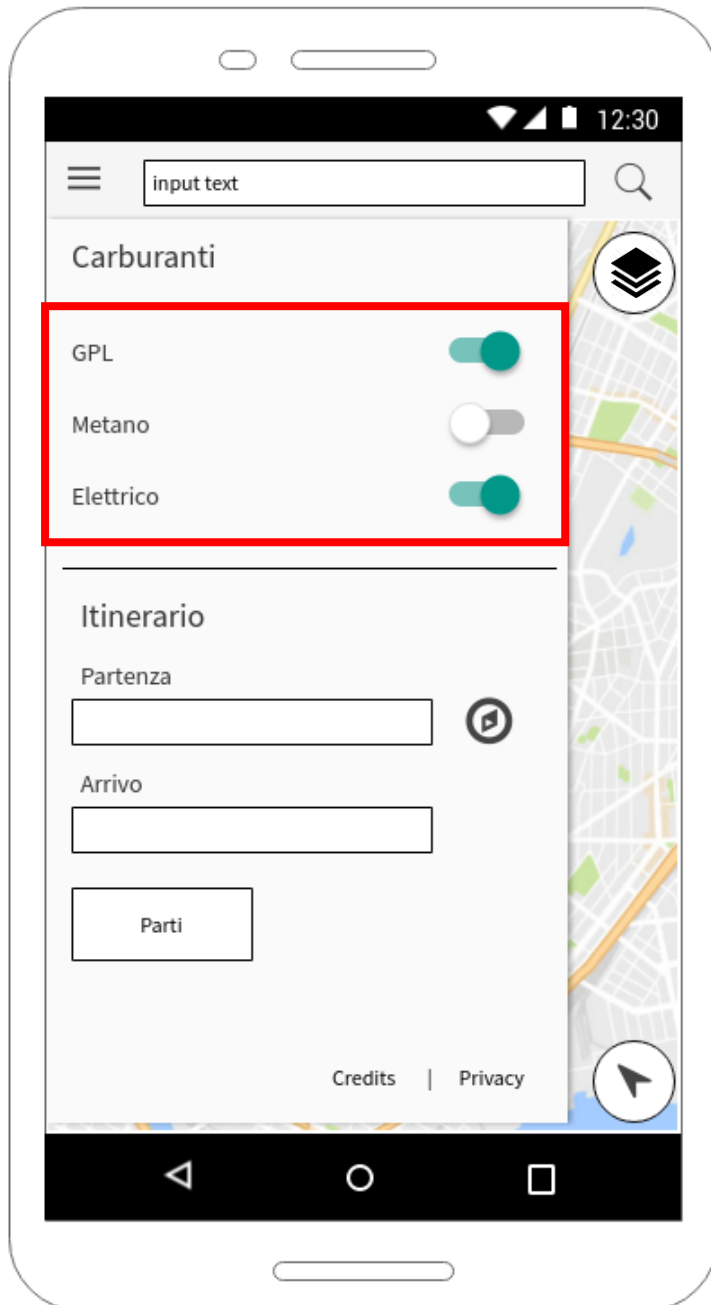 12:30
input text
Carburanti
GPL
Metano
Elettrico
Itinerario
Partenza
Arrivo
Parti
Credits | Privacy